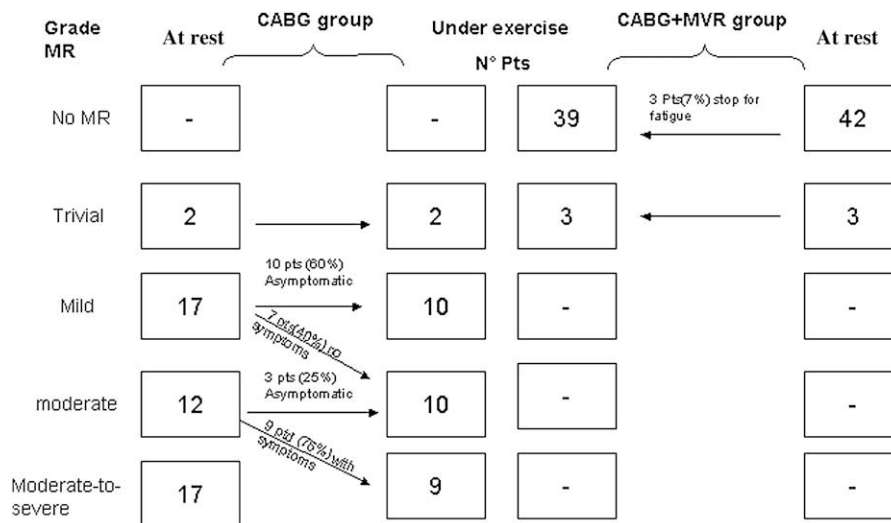 Grade MR
At rest
CABG group
Under exercise
N° Pts
CABG+MVR group
At rest
No MR
-
-
39
3 Pts(7%) stop for
fatigue
42
Trivial
2
2
3
3
10 pts (60%)
Asymptomatic
Mild
17
10
-
-
7 pts(40%) no
symptoms
3 pts (25%)
Asymptomatic
moderate
12
10
-
-
9 ptd (75%) with
symptoms
Moderate-to-
severe
17
9
-
-